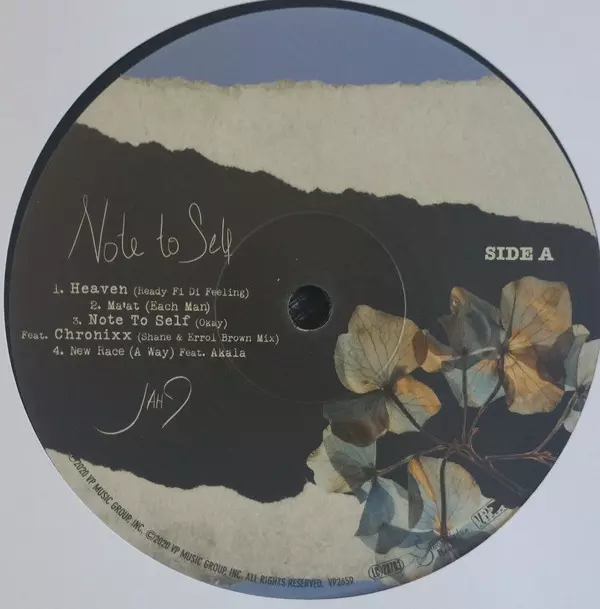 Note to Self
SIDE A
1. Heaven (Ready Fi Di Feeling)
2. Ma'at (Each Man)
3. Note To Self (Okay)
Feat. Chronixx (Shane & Errol Brown Mix)
4. New Race (A Way) Feat. Akala
JAH9
℗2020 VP MUSIC GROUP, INC. ©2020 VP MUSIC GROUP, INC. ALL RIGHTS RESERVED. VP2659